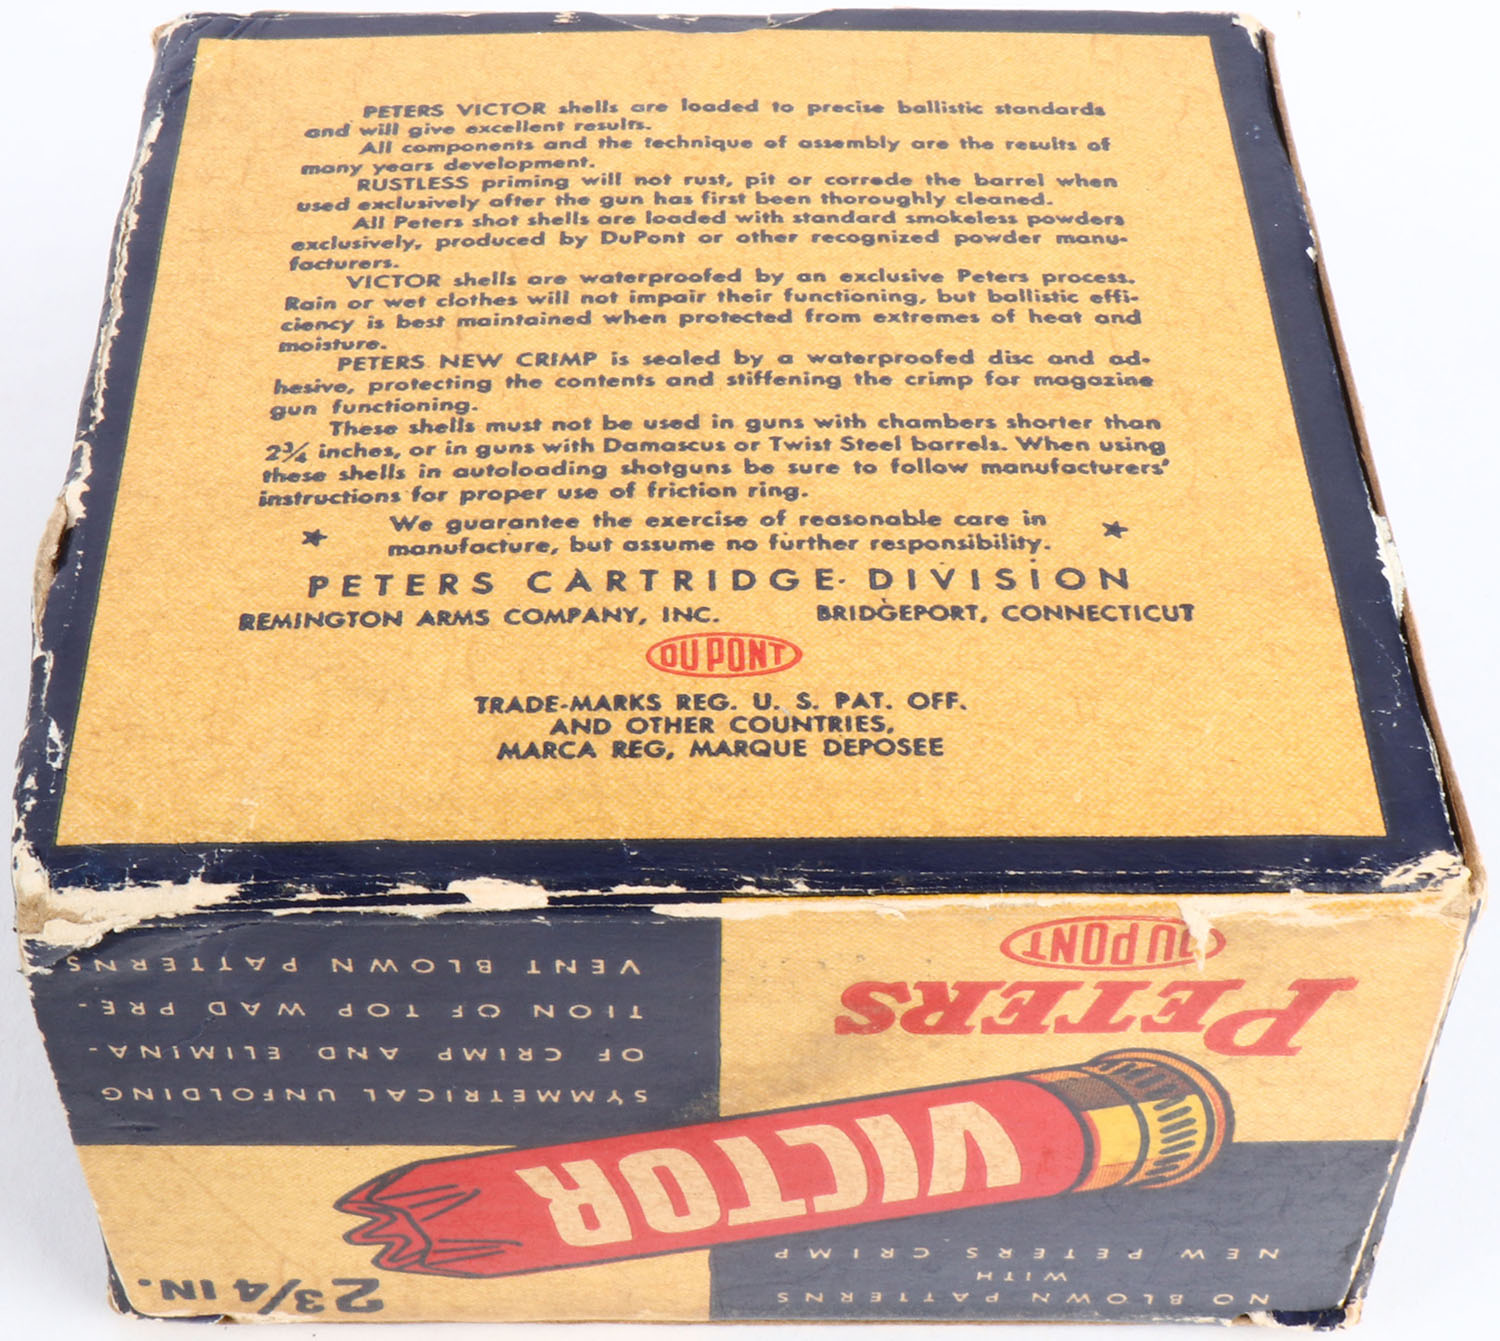 PETERS VICTOR shells are loaded to precise ballistic standards
and will give excellent results.
All components and the technique of assembly are the results of
many years development.
RUSTLESS priming will not rust, pit or corrode the barrel when
used exclusively after the gun has first been thoroughly cleaned.
All Peters shot shells are loaded with standard smokeless powders
exclusively, produced by DuPont or other recognized powder manu-
facturers.
VICTOR shells are waterproofed by an exclusive Peters process.
Rain or wet clothes will not impair their functioning, but ballistic effi-
ciency is best maintained when protected from extremes of heat and
moisture.
PETERS NEW CRIMP is sealed by a waterproofed disc and ad-
hesive, protecting the contents and stiffening the crimp for magazine
gun functioning.
These shells must not be used in guns with chambers shorter than
2¾ inches, or in guns with Damascus or Twist Steel barrels. When using
these shells in autoloading shotguns be sure to follow manufacturers'
instructions for proper use of friction ring.
★ We guarantee the exercise of reasonable care in ★
manufacture, but assume no further responsibility.
PETERS CARTRIDGE DIVISION
REMINGTON ARMS COMPANY, INC. BRIDGEPORT, CONNECTICUT
DU PONT
TRADE-MARKS REG. U. S. PAT. OFF.
AND OTHER COUNTRIES,
MARCA REG, MARQUE DEPOSEE
NO BLOWN PATTERNS
WITH
NEW PETERS CRIMP
2 3/4 IN.
VICTOR
PETERS
PETERS
DU PONT
SYMMETRICAL UNFOLDING
OF CRIMP AND ELIMINA-
TION OF TOP WAD PRE-
VENT BLOWN PATTERNS